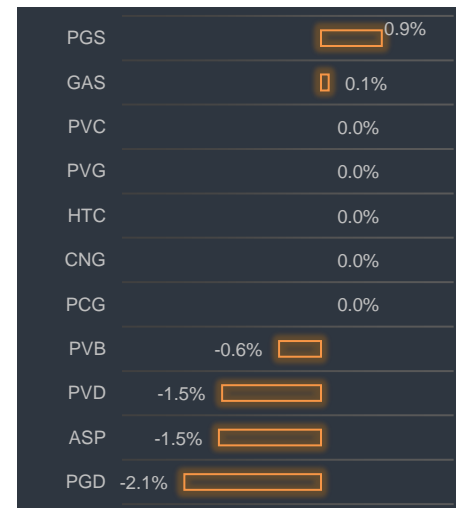 PGS 0.9%
GAS 0.1%
PVC 0.0%
PVG 0.0%
HTC 0.0%
CNG 0.0%
PCG 0.0%
PVB -0.6%
PVD -1.5%
ASP -1.5%
PGD -2.1%